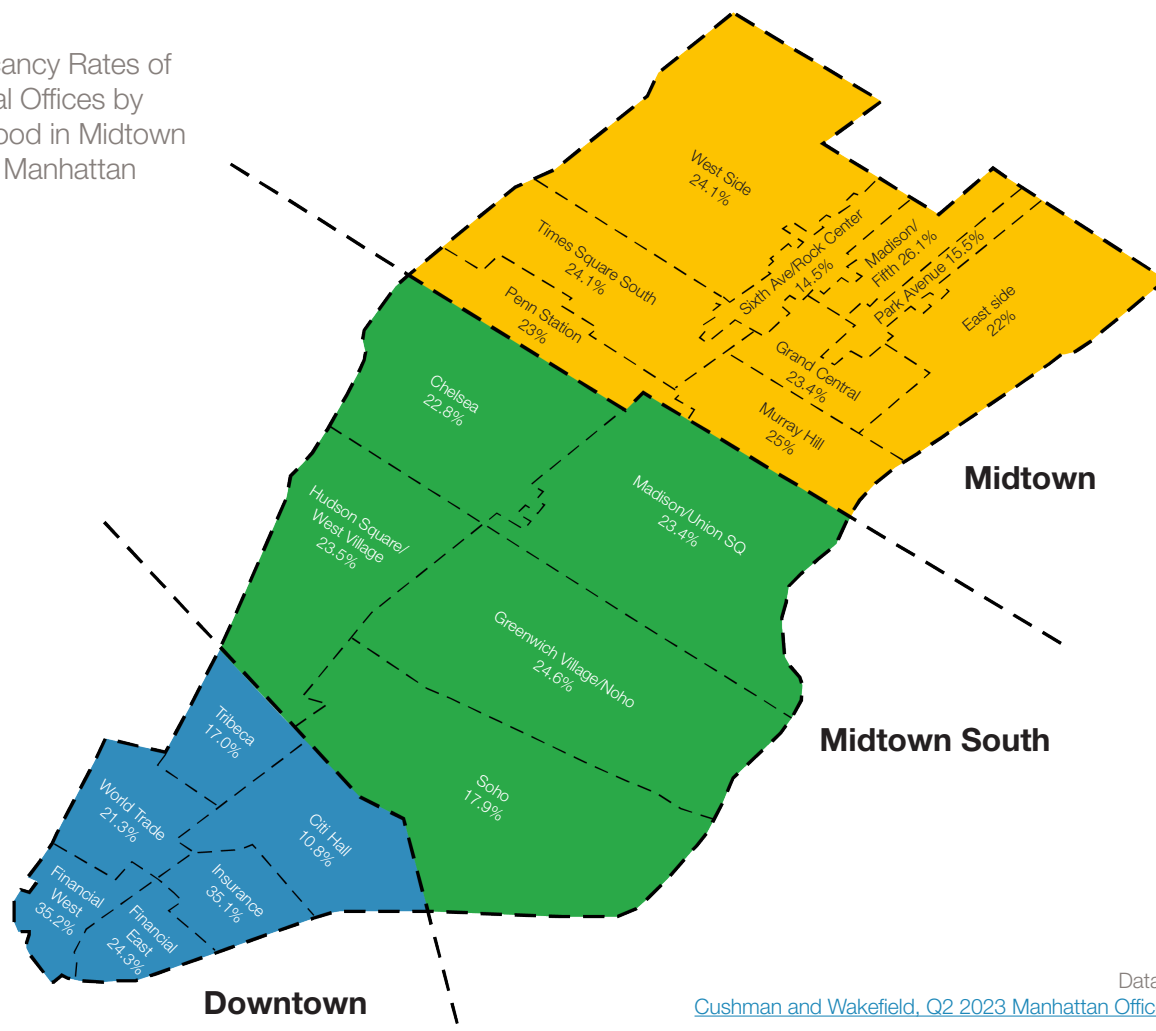 ancy Rates of
al Offices by
ood in Midtown
Manhattan
West Side
24.1%
Times Square South
24.1%
Penn Station
23%
Sixth Ave/Rock Center
14.5%
Madison/
Fifth 26.1%
Park Avenue 15.5%
East side
22%
Grand Central
23.4%
Murray Hill
25%
Midtown
Chelsea
22.8%
Madison/Union SQ
23.4%
Hudson Square/
West Village
23.5%
Greenwich Village/Noho
24.6%
Soho
17.9%
Midtown South
Tribeca
17.0%
World Trade
21.3%
Citi Hall
10.8%
Insurance
35.1%
Financial
West
35.2%
Financial
East
24.3%
Downtown
Data
Cushman and Wakefield, Q2 2023 Manhattan Offic